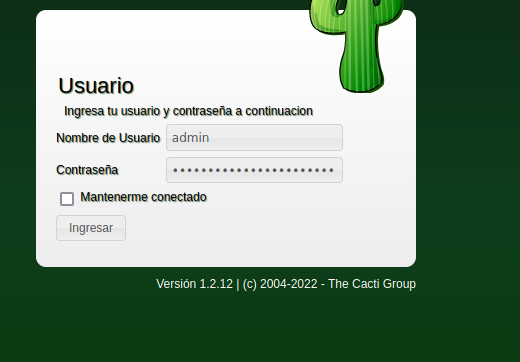 Usuario
Ingresa tu usuario y contraseña a continuacion
Nombre de Usuario admin
Contraseña •••••••••••••••••••••••
Mantenerme conectado
Ingresar
Versión 1.2.12 | (c) 2004-2022 - The Cacti Group